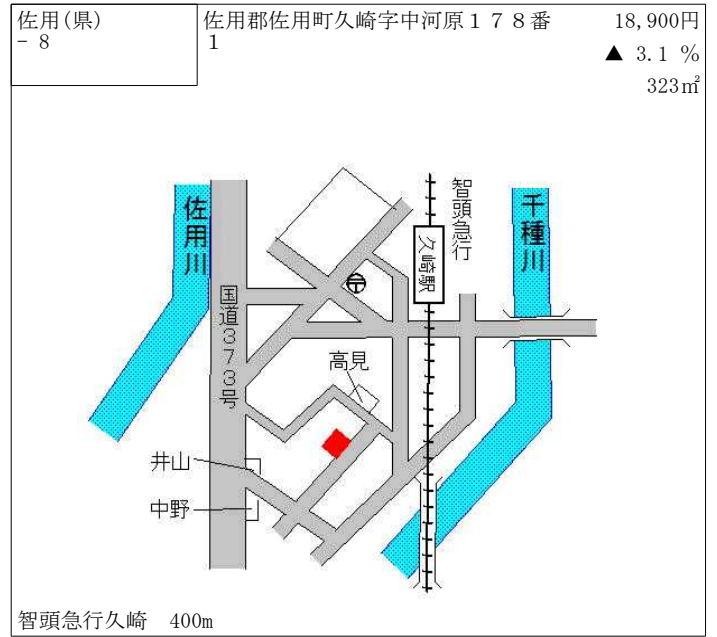 佐用(県)
－８
佐用郡佐用町久崎字中河原１７８番
１
18,900円
▲ 3.1 %
323㎡
佐用川
国道３７３号
智頭急行
久崎駅
千種川
〒
高見
井山
中野
智頭急行久崎　400m